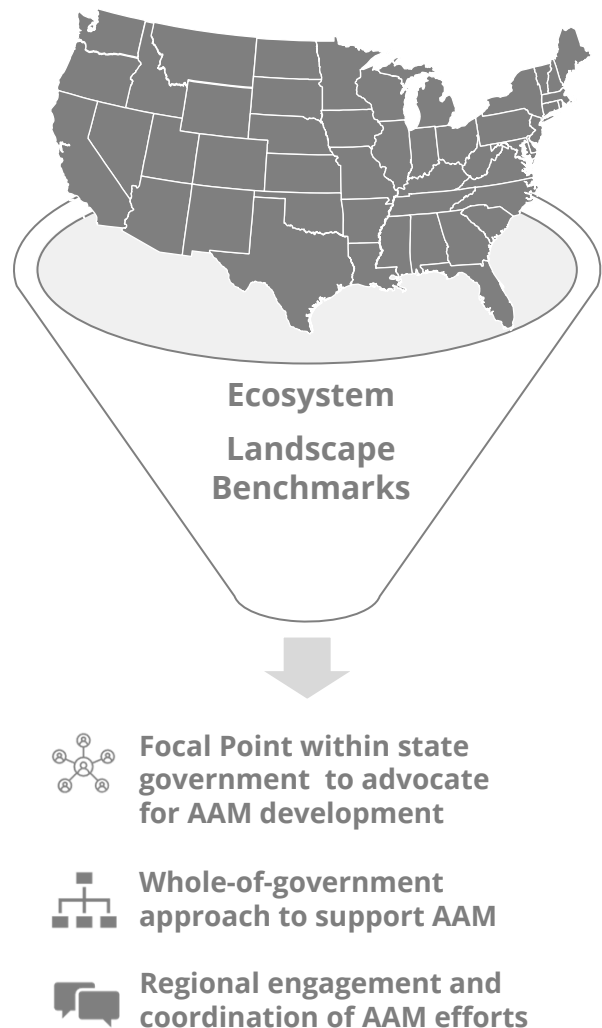 Ecosystem
Landscape
Benchmarks
Focal Point within state
government  to advocate
for AAM development
Whole-of-government
approach to support AAM
Regional engagement and
coordination of AAM efforts